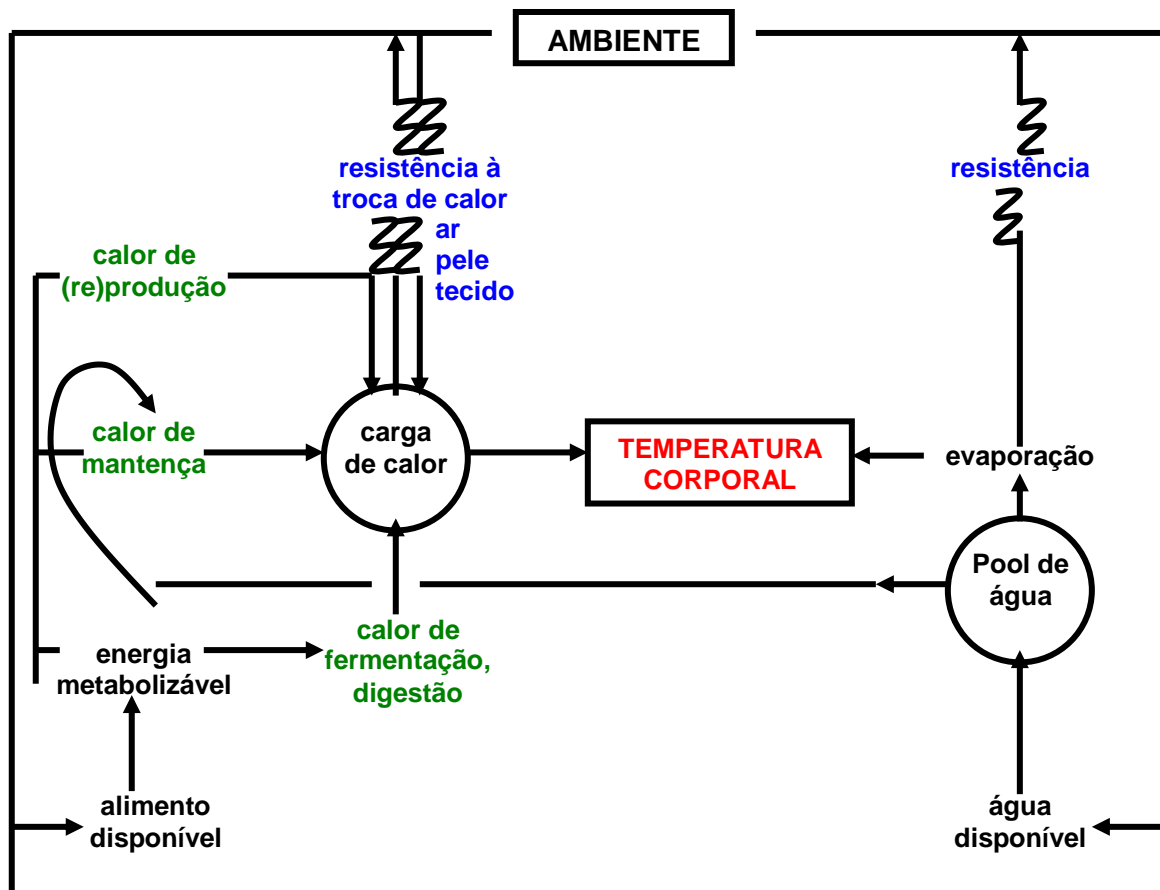 AMBIENTE
resistência à
troca de calor
ar
pele
tecido
resistência
calor de
(re)produção
calor de
mantença
carga
de calor
TEMPERATURA
CORPORAL
evaporação
Pool de
água
calor de
fermentação,
digestão
energia
metabolizável
alimento
disponível
água
disponível